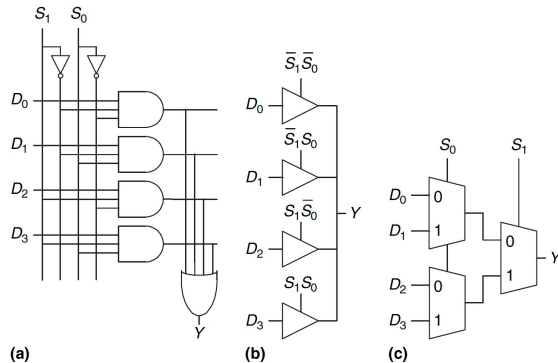 S₁ S₀
D₀
D₁
D₂
D₃
Y
(a)
S̅₁S̅₀
D₀
S̅₁S₀
D₁
Y
S₁S̅₀
D₂
S₁S₀
D₃
(b)
S₀ S₁
D₀ 0
D₁ 1
0
Y
1
D₂ 0
D₃ 1
(c)